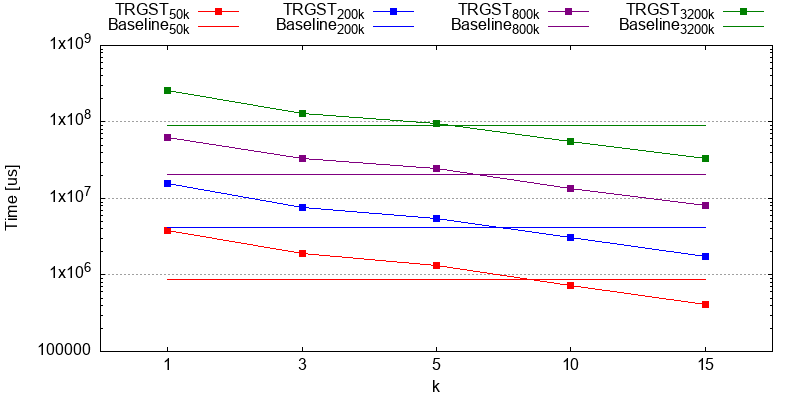 TRGST50k TRGST200k TRGST800k TRGST3200k
Baseline50k Baseline200k Baseline800k Baseline3200k
1x10^9
1x10^8
1x10^7
1x10^6
100000
Time [us]
1 3 5 10 15
k